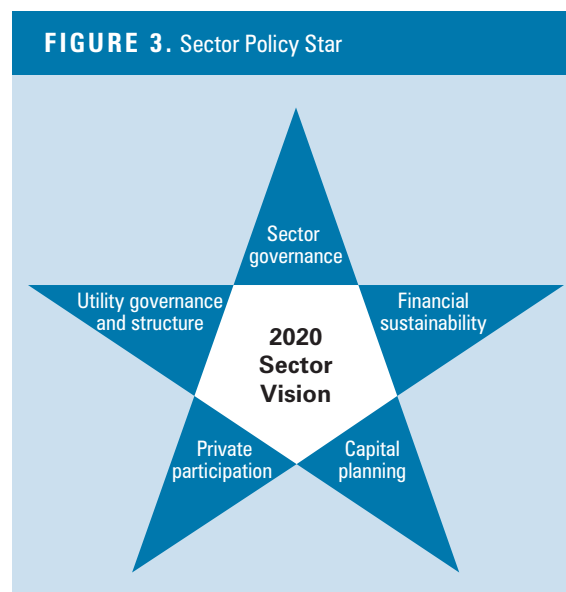 FIGURE 3. Sector Policy Star
Sector
governance
Utility governance
and structure
Financial
sustainability
2020
Sector
Vision
Private
participation
Capital
planning